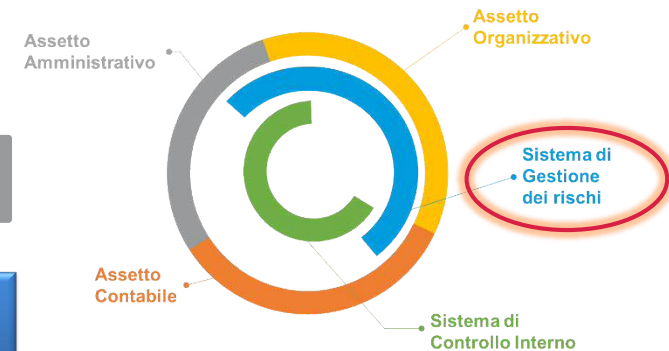 Assetto
Organizzativo
Assetto
Amministrativo
Sistema di
Gestione
dei rischi
Assetto
Contabile
Sistema di
Controllo Interno